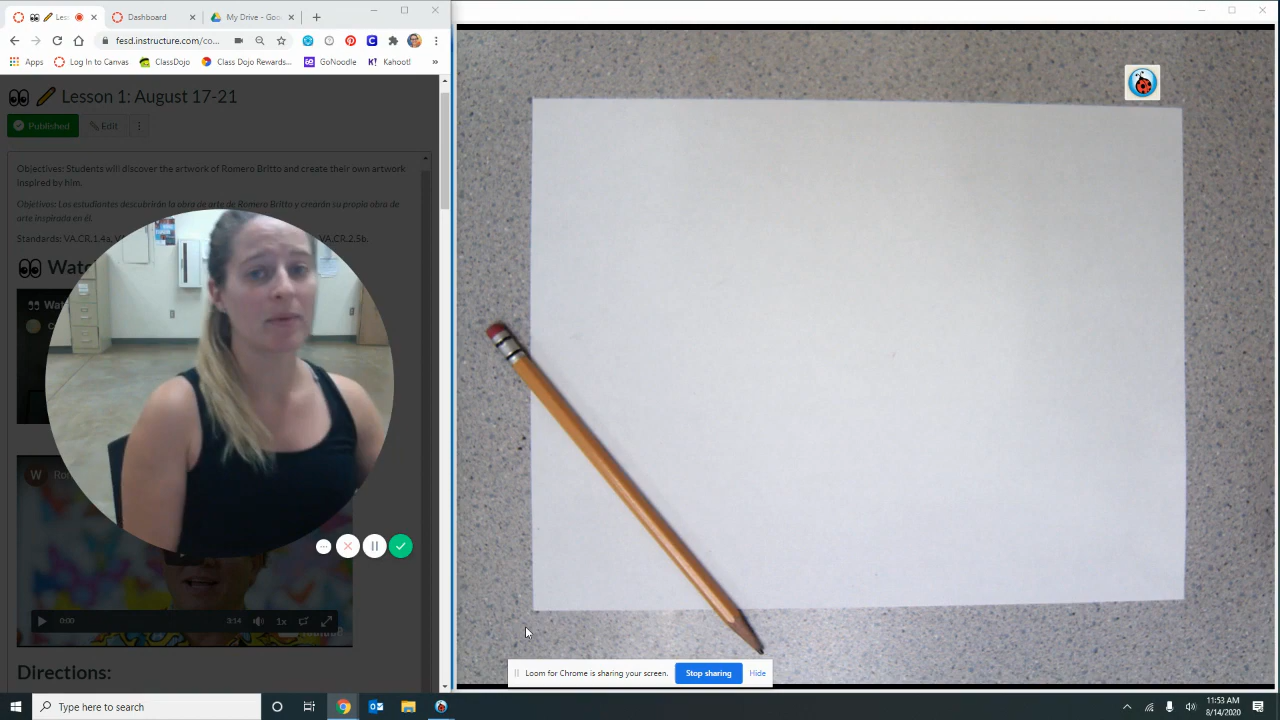 Less
Dashboard
My Drive - Goo
fesd.instructure.com/co...
Apps
Log In to Canvas
ClassDojo
Class Dojo Rewards...
GoNoodle
K!
Kahoot!
»
Lesson 1: August 17-21
Published
Edit
Objectives: Students will discover the artwork of Romero Britto and create their own artwork
inspired by him.
Objetivo: Los estudiantes descubrirán la obra de arte de Romero Britto y crearán su propia obra de
arte inspirada en él.
Standards: VA.CR.1.4a, V
VA.CR.2.5b.
Watc
Wat
W
Ro
0:00
3:14
1x
Directions:
Loom for Chrome is sharing your screen.
Stop sharing
Hide
Type here to search
11:53 AM
8/14/2020